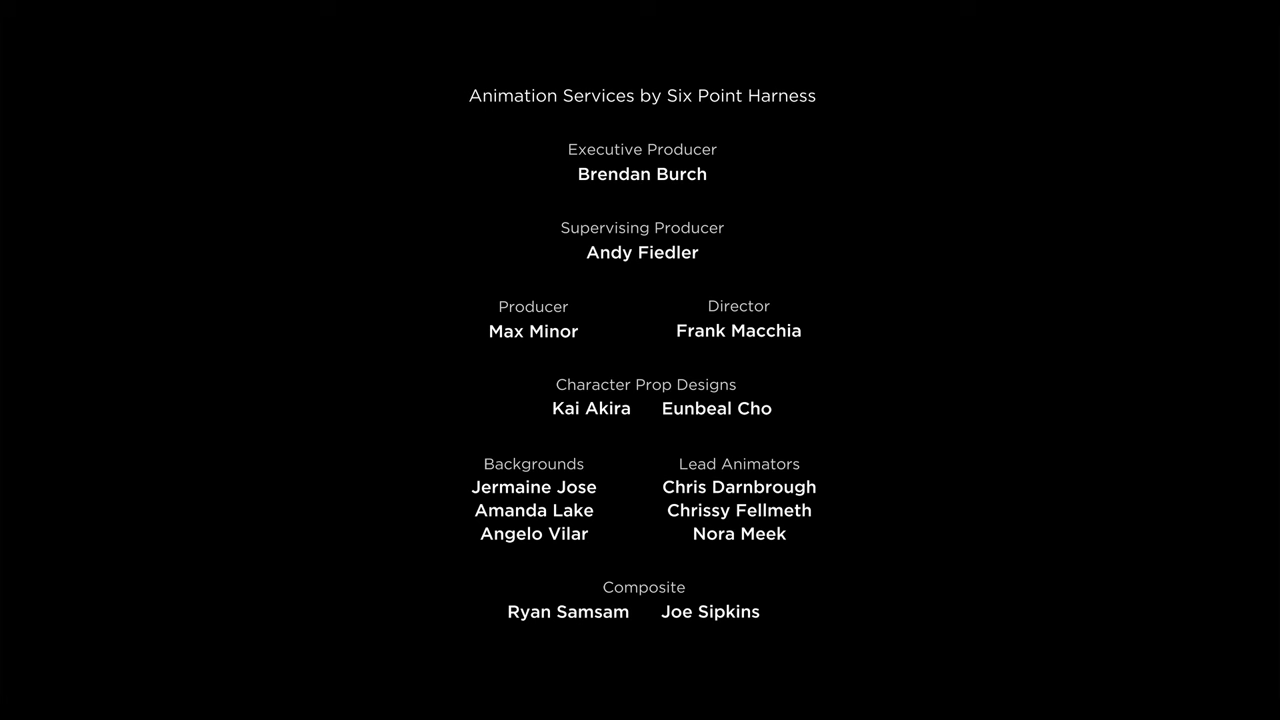 Animation Services by Six Point Harness
Executive Producer
Brendan Burch
Supervising Producer
Andy Fiedler
Producer
Max Minor
Director
Frank Macchia
Character Prop Designs
Kai Akira Eunbeal Cho
Backgrounds
Jermaine Jose
Amanda Lake
Angelo Vilar
Lead Animators
Chris Darnbrough
Chrissy Fellmeth
Nora Meek
Composite
Ryan Samsam Joe Sipkins